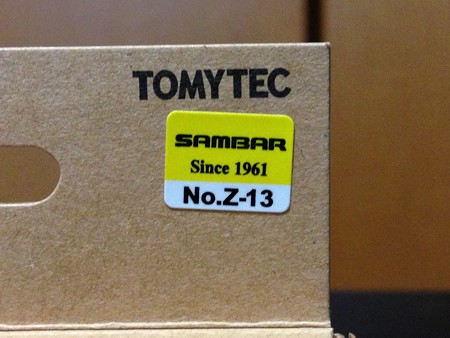 TOMYTEC
SAMBAR
Since 1961
No.Z-13